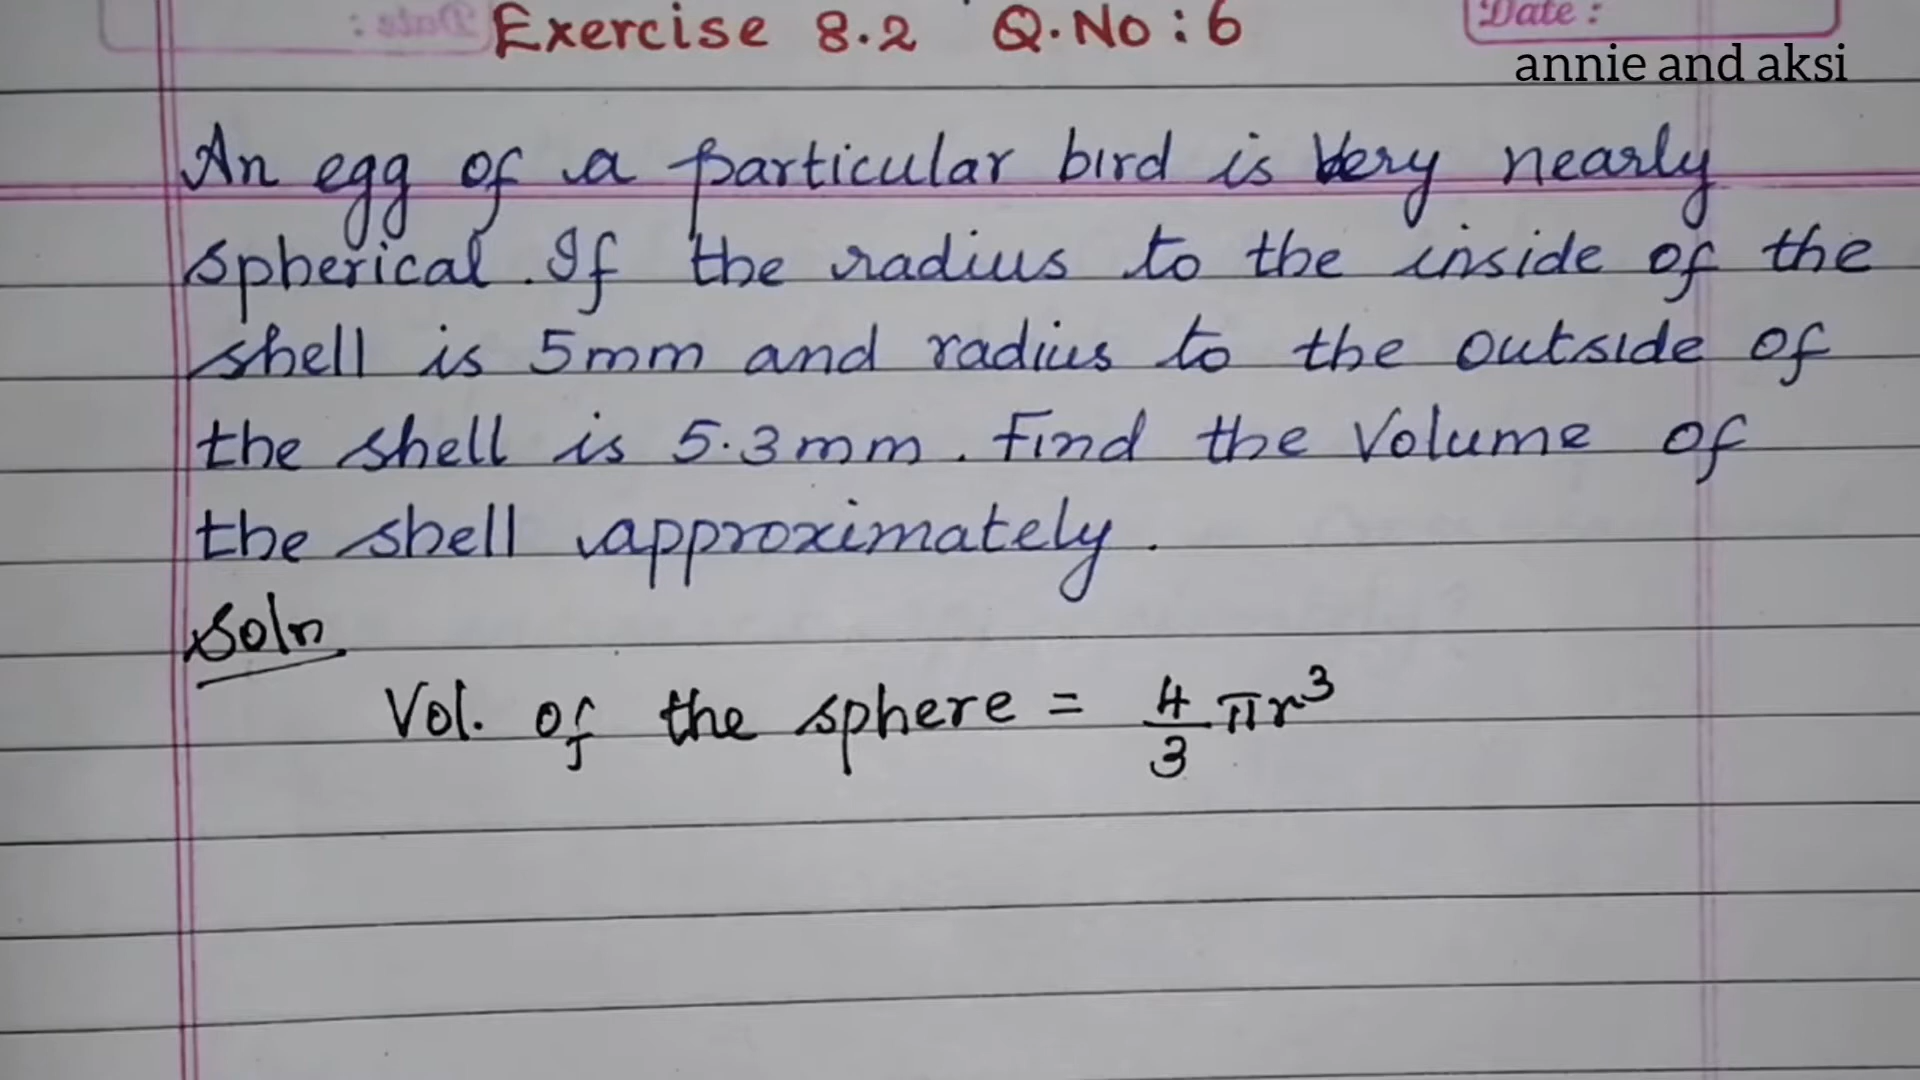 Date :
Exercise 8.2 Q.No : 6
annie and aksi
An egg of a particular bird is very nearly
spherical. If the radius to the inside of the
shell is 5mm and radius to the outside of
the shell is 5.3mm. Find the Volume of
the shell approximately.
Soln
Vol. of the sphere = 4/3 πr³